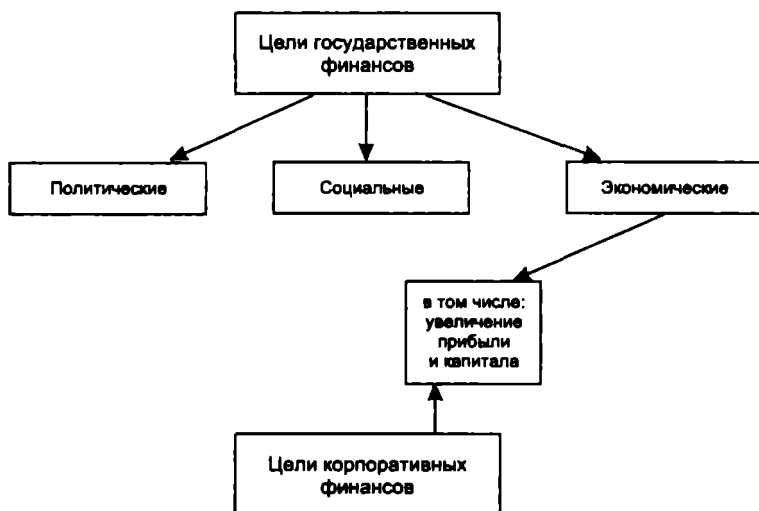 Цели государственных
финансов
Политические
Социальные
Экономические
в том числе:
увеличение
прибыли
и капитала
Цели корпоративных
финансов